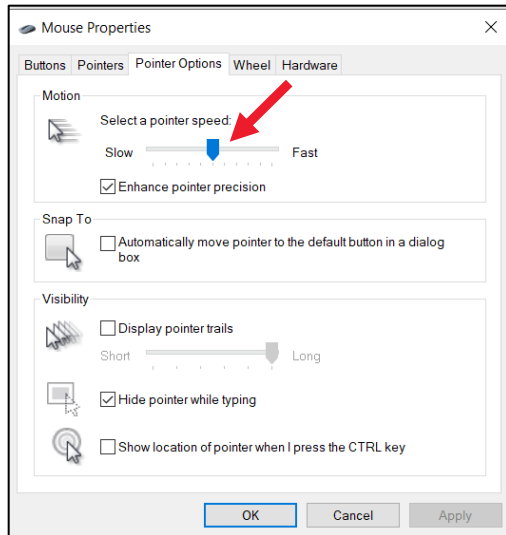 Mouse Properties
Buttons Pointers Pointer Options Wheel Hardware
Motion
Select a pointer speed:
Slow Fast
Enhance pointer precision
Snap To
Automatically move pointer to the default button in a dialog
box
Visibility
Display pointer trails
Short Long
Hide pointer while typing
Show location of pointer when I press the CTRL key
OK Cancel Apply